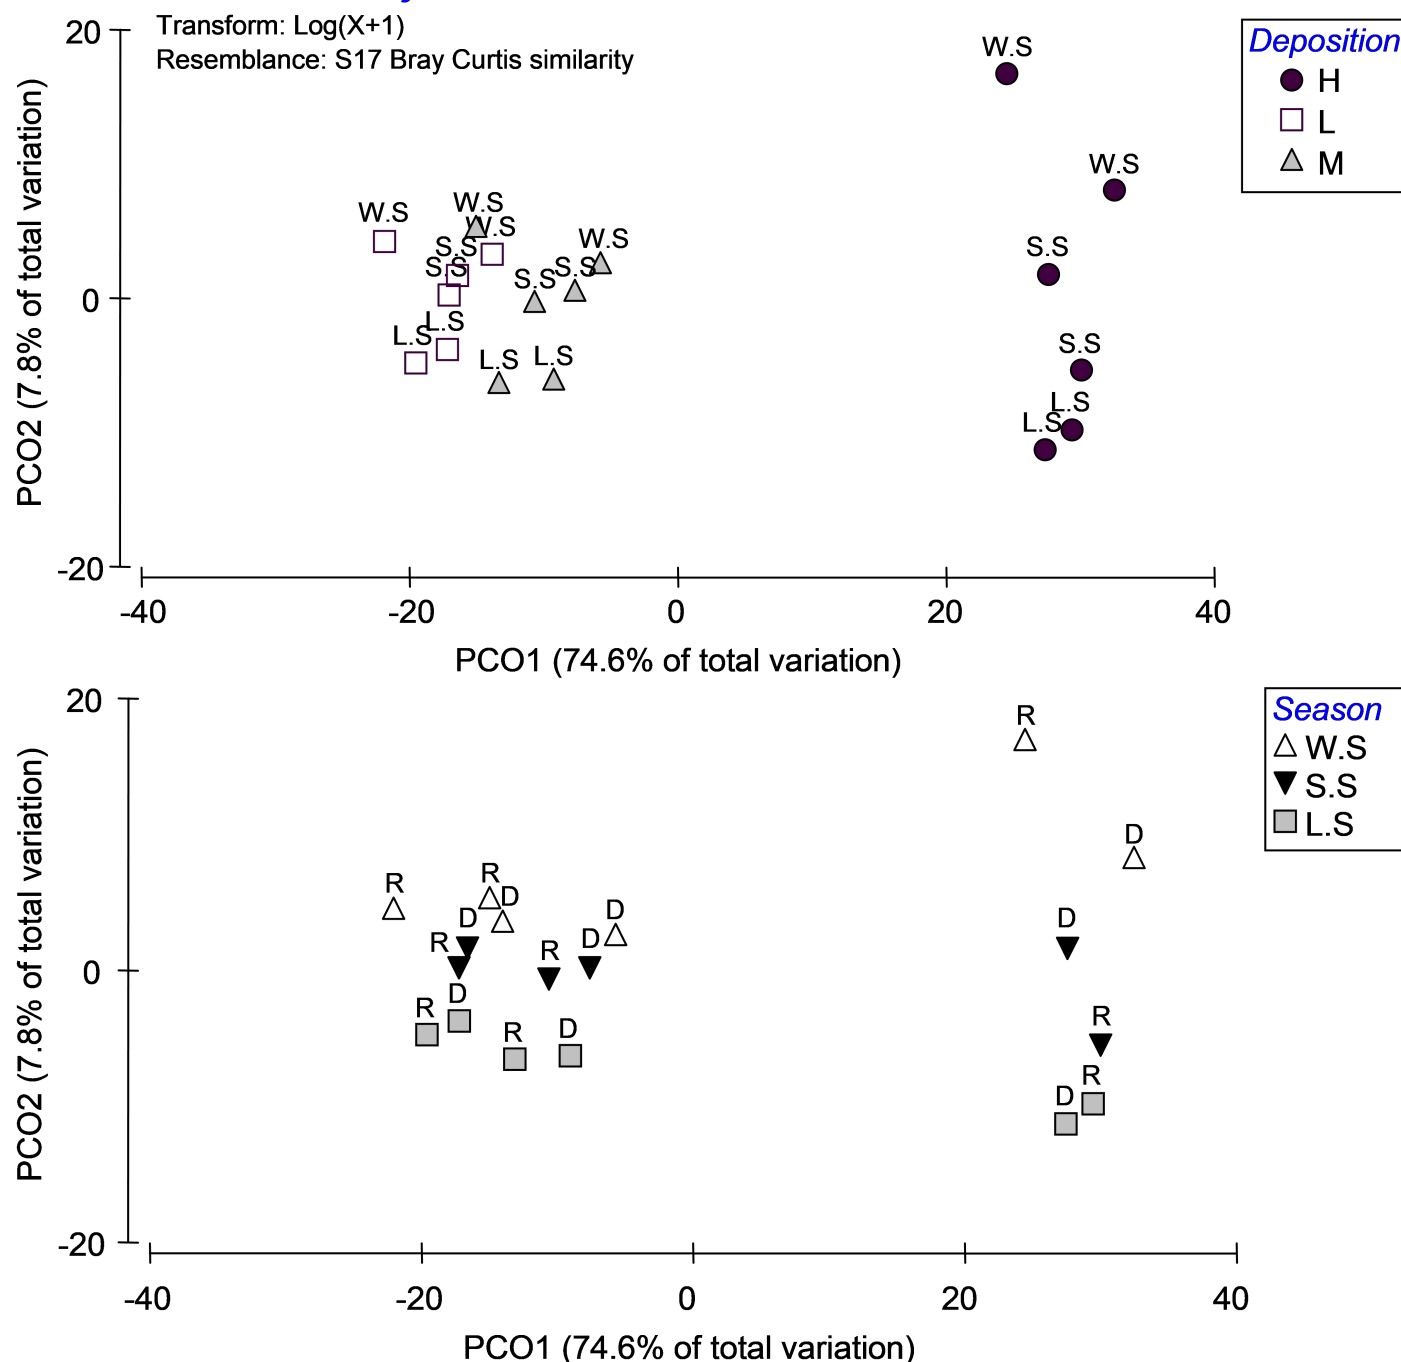 Transform: Log(X+1)
Resemblance: S17 Bray Curtis similarity
Deposition
H
L
M
20
0
-20
PCO2 (7.8% of total variation)
W.S
W.S
S.S
S.S
L.S
L.S
W.S
W.S
W.S
W.S
S.S
S.S
S.S
S.S
L.S
L.S
L.S
L.S
-40
-20
0
20
40
PCO1 (74.6% of total variation)
Season
W.S
S.S
L.S
20
0
-20
PCO2 (7.8% of total variation)
R
D
D
R
R
D
R
R
D
D
D
R
R
D
R
D
R
D
-40
-20
0
20
40
PCO1 (74.6% of total variation)